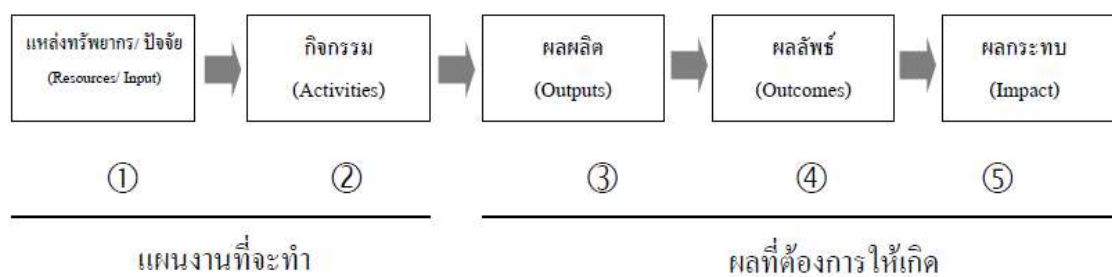 แหล่งทรัพยากร/ ปัจจัย
(Resources/ Input)
กิจกรรม
(Activities)
ผลผลิต
(Outputs)
ผลลัพธ์
(Outcomes)
ผลกระทบ
(Impact)
① ② ③ ④ ⑤
แผนงานที่จะทำ
ผลที่ต้องการให้เกิด